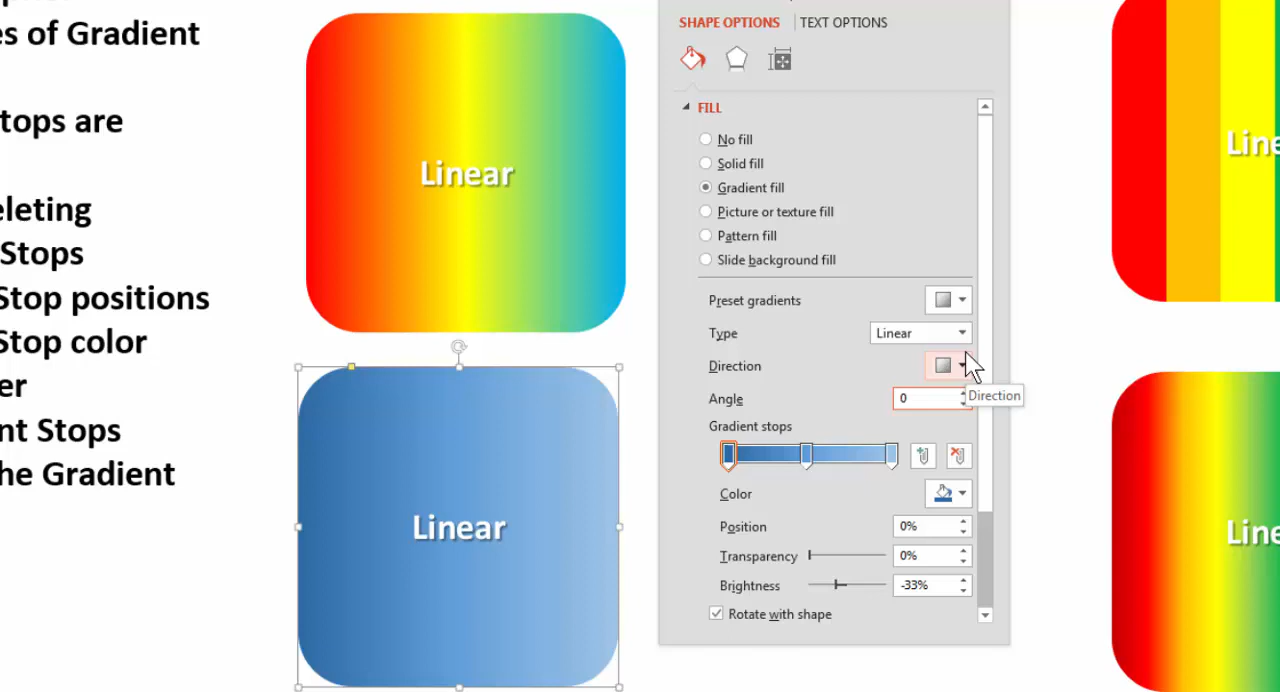 es of Gradient
tops are
eleting
Stops
Stop positions
Stop color
er
nt Stops
he Gradient
Linear
Linear
SHAPE OPTIONS | TEXT OPTIONS
FILL
No fill
Solid fill
Gradient fill
Picture or texture fill
Pattern fill
Slide background fill
Preset gradients
Type Linear
Direction
Angle 0
Direction
Gradient stops
Color
Position 0%
Transparency 0%
Brightness -33%
Rotate with shape
Line
Line